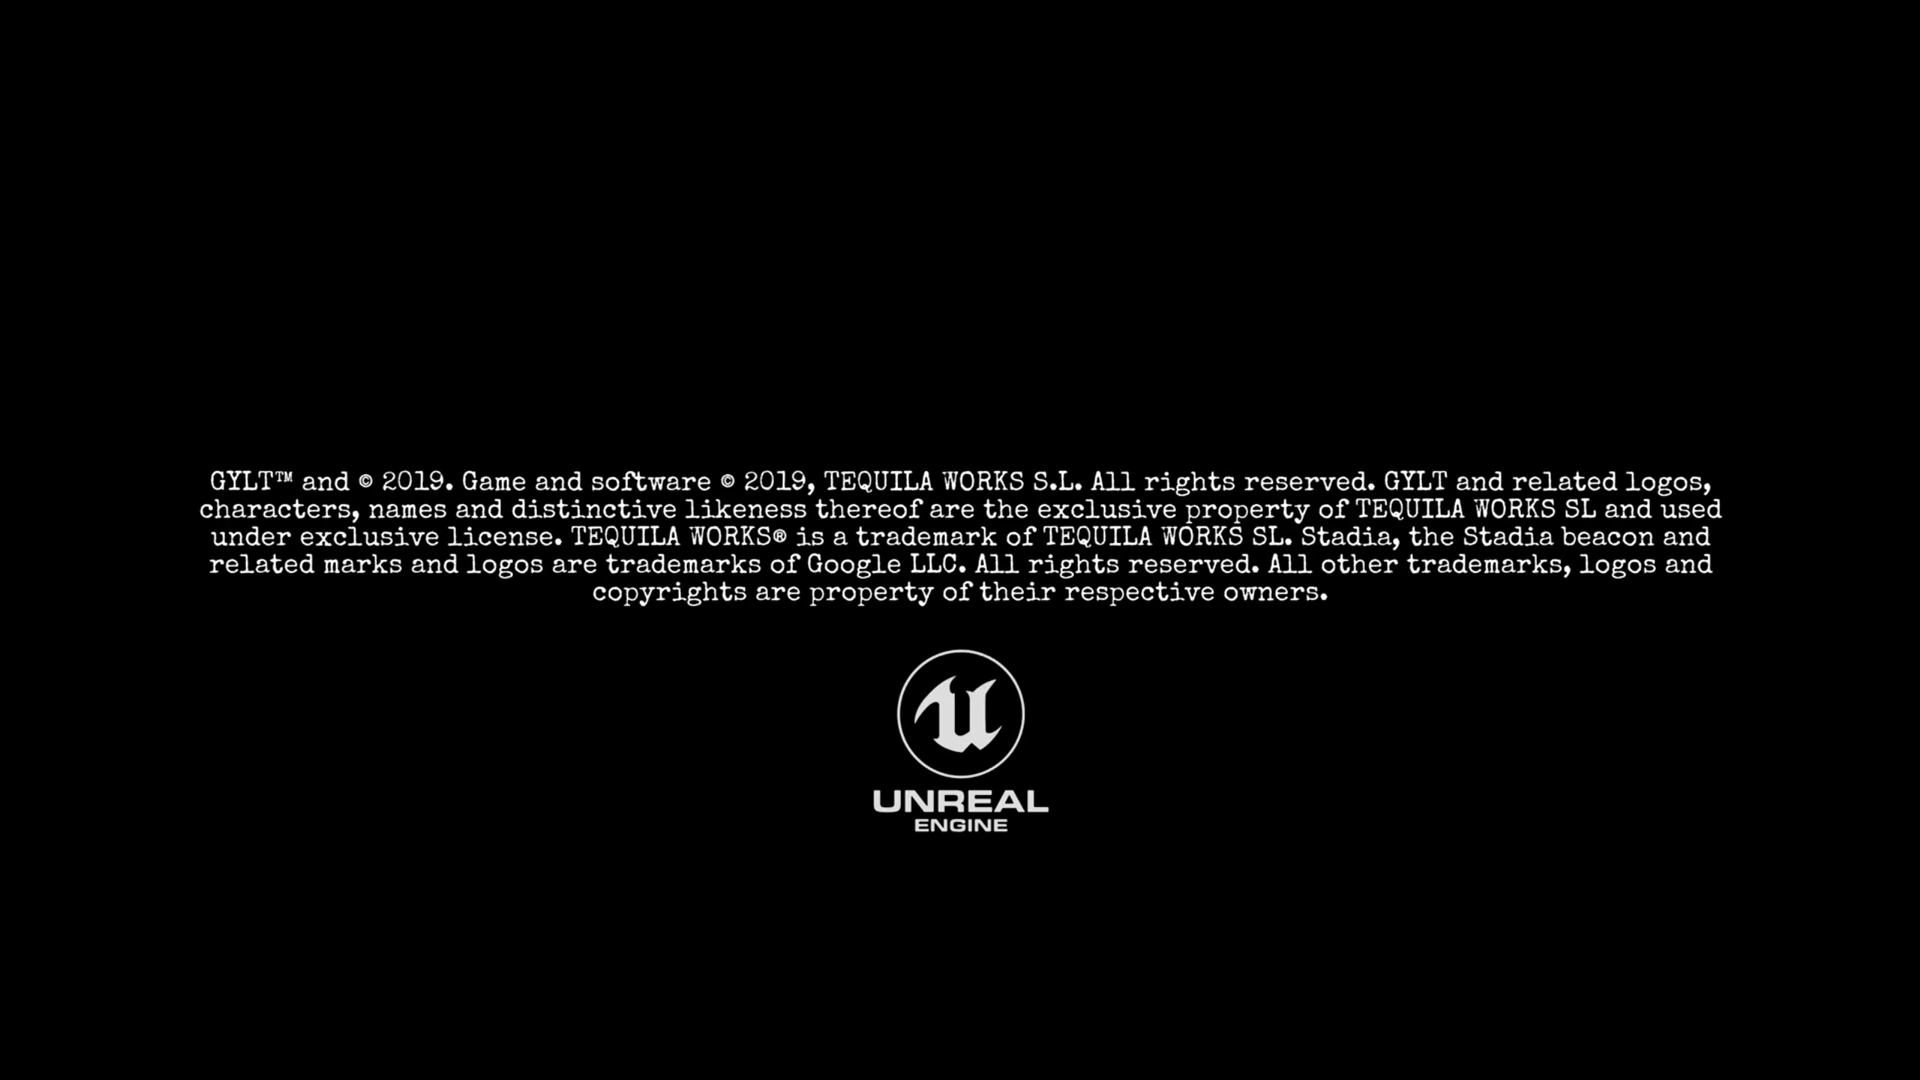 GYLT™ and © 2019. Game and software © 2019, TEQUILA WORKS S.L. All rights reserved. GYLT and related logos,
characters, names and distinctive likeness thereof are the exclusive property of TEQUILA WORKS SL and used
under exclusive license. TEQUILA WORKS® is a trademark of TEQUILA WORKS SL. Stadia, the Stadia beacon and
related marks and logos are trademarks of Google LLC. All rights reserved. All other trademarks, logos and
copyrights are property of their respective owners.
UNREAL
ENGINE